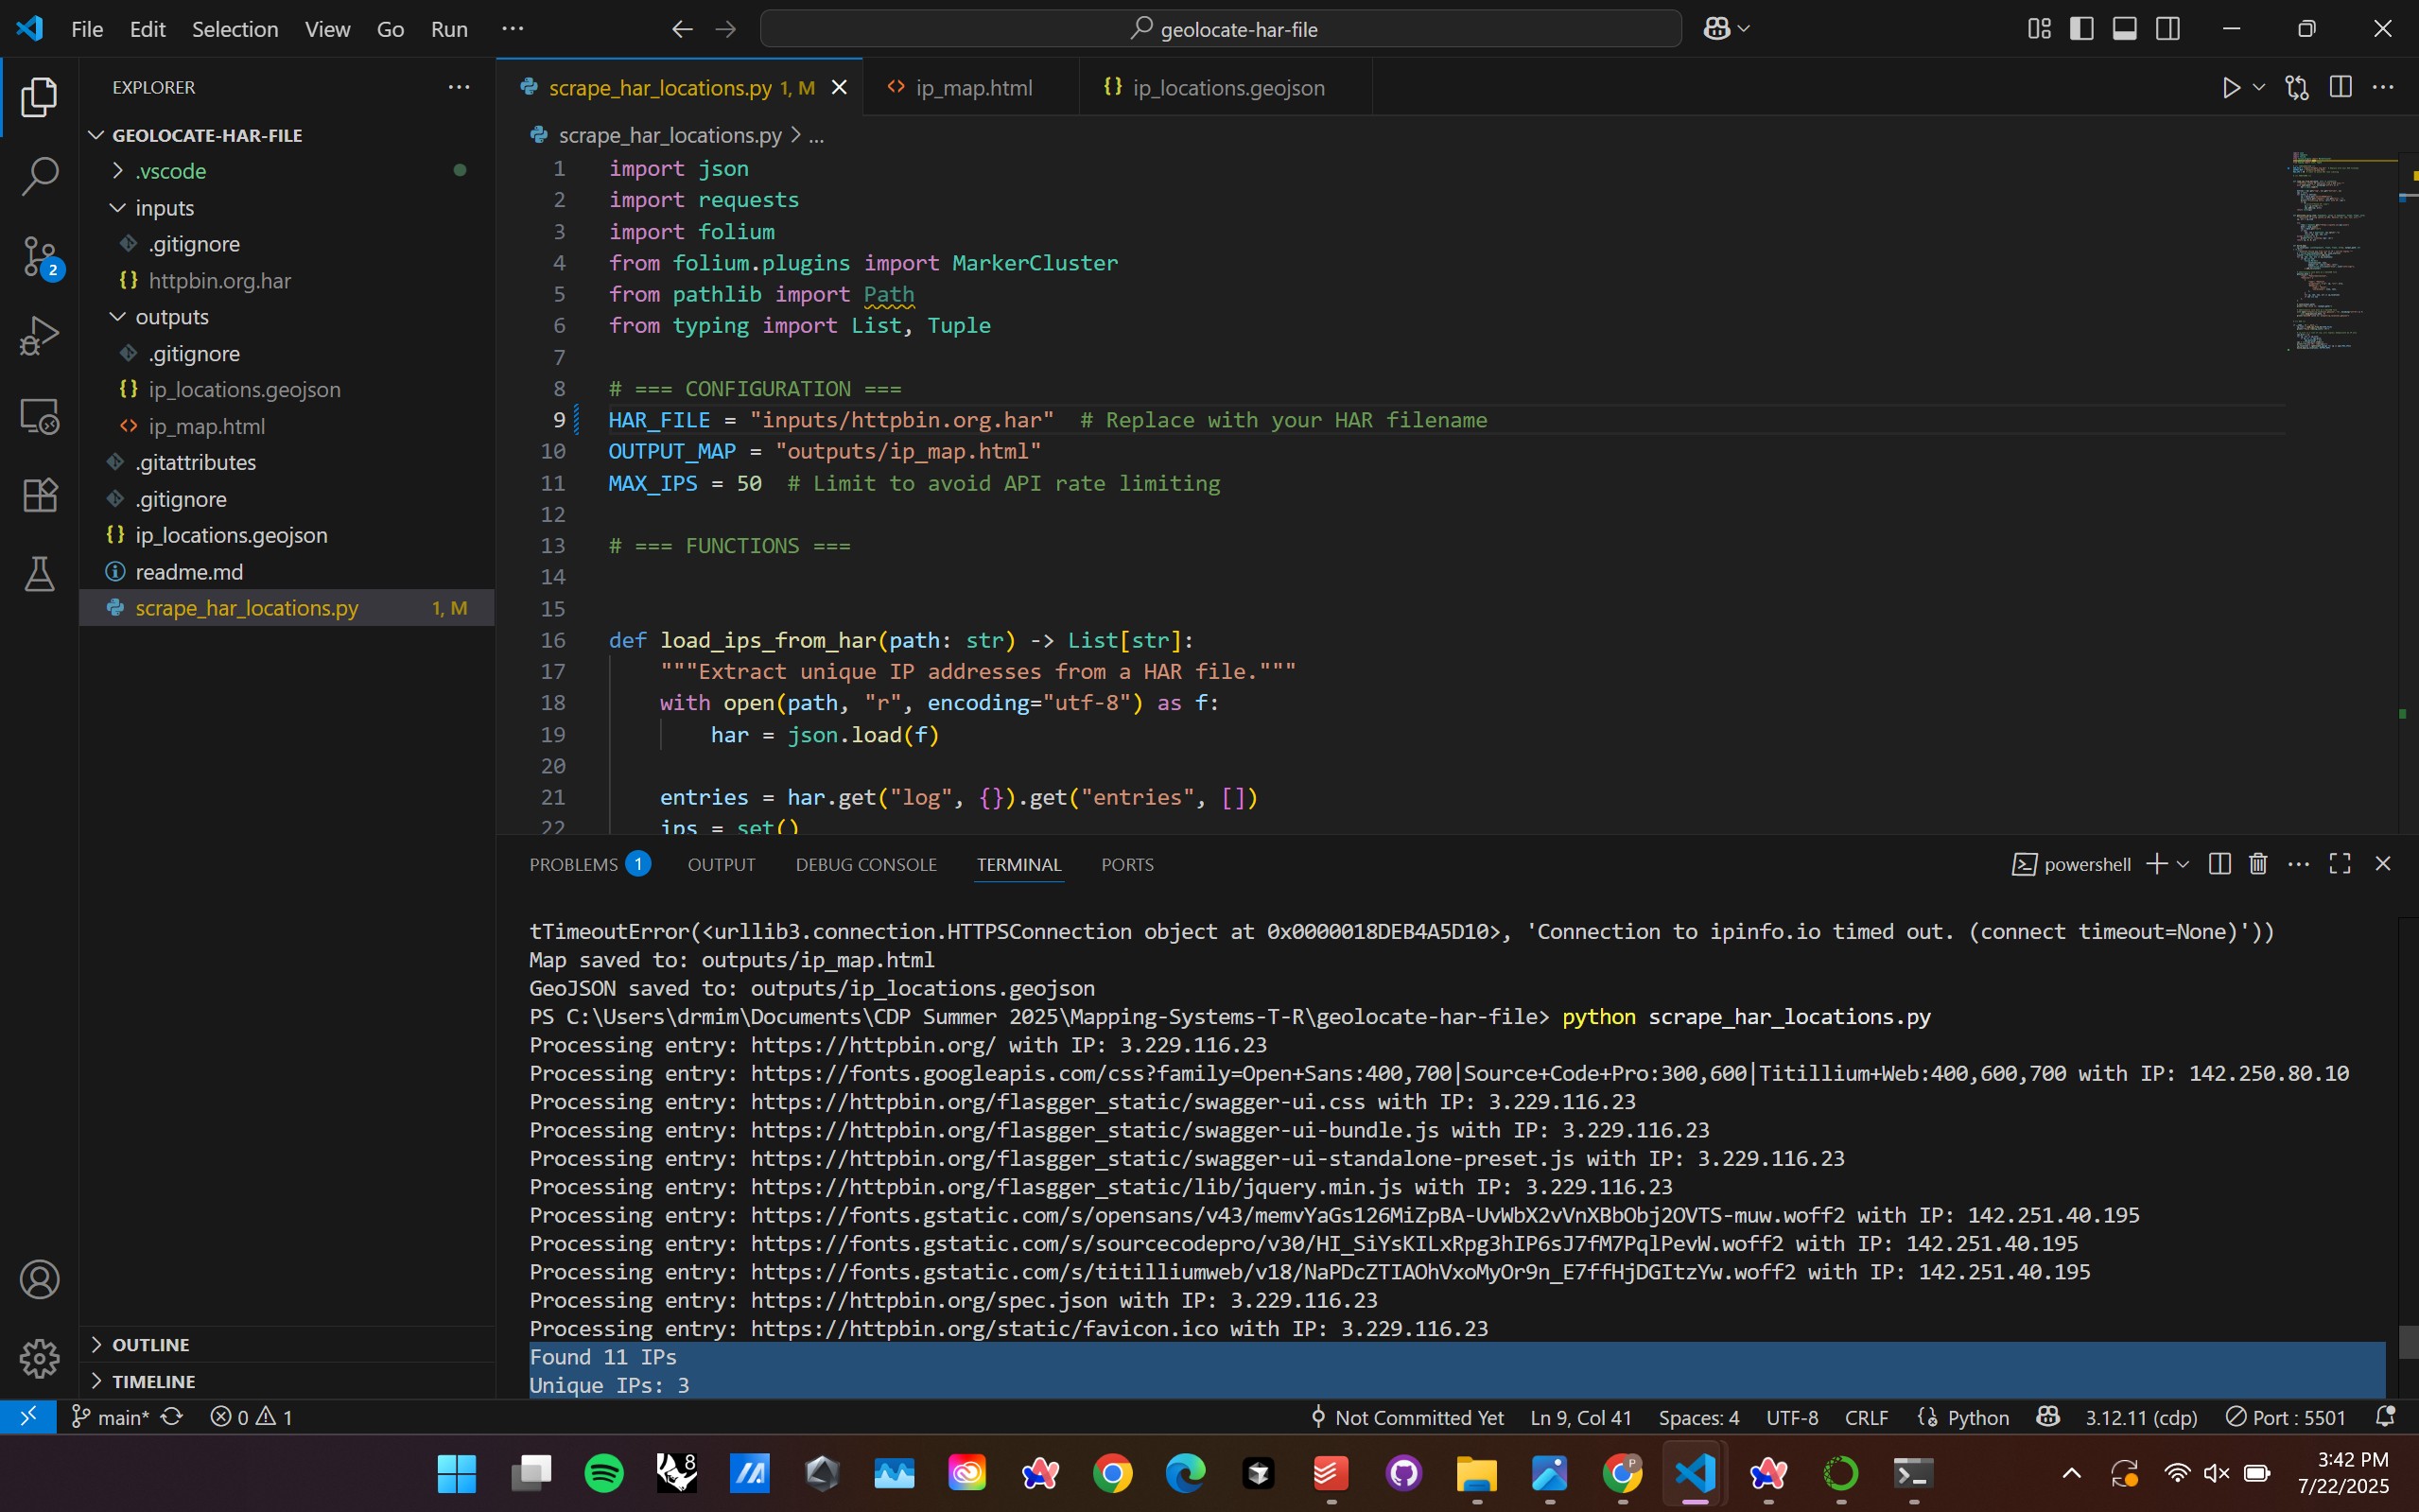 File Edit Selection View Go Run ··· geolocate-har-file
EXPLORER ···
GEOLOCATE-HAR-FILE
.vscode
inputs
.gitignore
{} httpbin.org.har
outputs
.gitignore
{} ip_locations.geojson
<> ip_map.html
.gitattributes
.gitignore
{} ip_locations.geojson
readme.md
scrape_har_locations.py 1, M
OUTLINE
TIMELINE
2
scrape_har_locations.py 1, M <> ip_map.html {} ip_locations.geojson
scrape_har_locations.py > ...
1 import json
2 import requests
3 import folium
4 from folium.plugins import MarkerCluster
5 from pathlib import Path
6 from typing import List, Tuple
7
8 # === CONFIGURATION ===
9 HAR_FILE = "inputs/httpbin.org.har"  # Replace with your HAR filename
10 OUTPUT_MAP = "outputs/ip_map.html"
11 MAX_IPS = 50  # Limit to avoid API rate limiting
12
13 # === FUNCTIONS ===
14
15
16 def load_ips_from_har(path: str) -> List[str]:
17     """Extract unique IP addresses from a HAR file."""
18     with open(path, "r", encoding="utf-8") as f:
19         har = json.load(f)
20
21     entries = har.get("log", {}).get("entries", [])
22     ips = set()
PROBLEMS 1 OUTPUT DEBUG CONSOLE TERMINAL PORTS powershell
tTimeoutError(<urllib3.connection.HTTPSConnection object at 0x0000018DEB4A5D10>, 'Connection to ipinfo.io timed out. (connect timeout=None)'))
Map saved to: outputs/ip_map.html
GeoJSON saved to: outputs/ip_locations.geojson
PS C:\Users\drmim\Documents\CDP Summer 2025\Mapping-Systems-T-R\geolocate-har-file> python scrape_har_locations.py
Processing entry: https://httpbin.org/ with IP: 3.229.116.23
Processing entry: https://fonts.googleapis.com/css?family=Open+Sans:400,700|Source+Code+Pro:300,600|Titillium+Web:400,600,700 with IP: 142.250.80.10
Processing entry: https://httpbin.org/flasgger_static/swagger-ui.css with IP: 3.229.116.23
Processing entry: https://httpbin.org/flasgger_static/swagger-ui-bundle.js with IP: 3.229.116.23
Processing entry: https://httpbin.org/flasgger_static/swagger-ui-standalone-preset.js with IP: 3.229.116.23
Processing entry: https://httpbin.org/flasgger_static/lib/jquery.min.js with IP: 3.229.116.23
Processing entry: https://fonts.gstatic.com/s/opensans/v43/memvYaGs126MiZpBA-UvWbX2vVnXBbObj2OVTS-muw.woff2 with IP: 142.251.40.195
Processing entry: https://fonts.gstatic.com/s/sourcecodepro/v30/HI_SiYsKILxRpg3hIP6sJ7fM7PqlPevW.woff2 with IP: 142.251.40.195
Processing entry: https://fonts.gstatic.com/s/titilliumweb/v18/NaPDcZTIAOhVxoMyOr9n_E7ffHjDGItzYw.woff2 with IP: 142.251.40.195
Processing entry: https://httpbin.org/spec.json with IP: 3.229.116.23
Processing entry: https://httpbin.org/static/favicon.ico with IP: 3.229.116.23
Found 11 IPs
Unique IPs: 3
main* 0 1 Not Committed Yet Ln 9, Col 41 Spaces: 4 UTF-8 CRLF Python 3.12.11 (cdp) Port : 5501
3:42 PM
7/22/2025